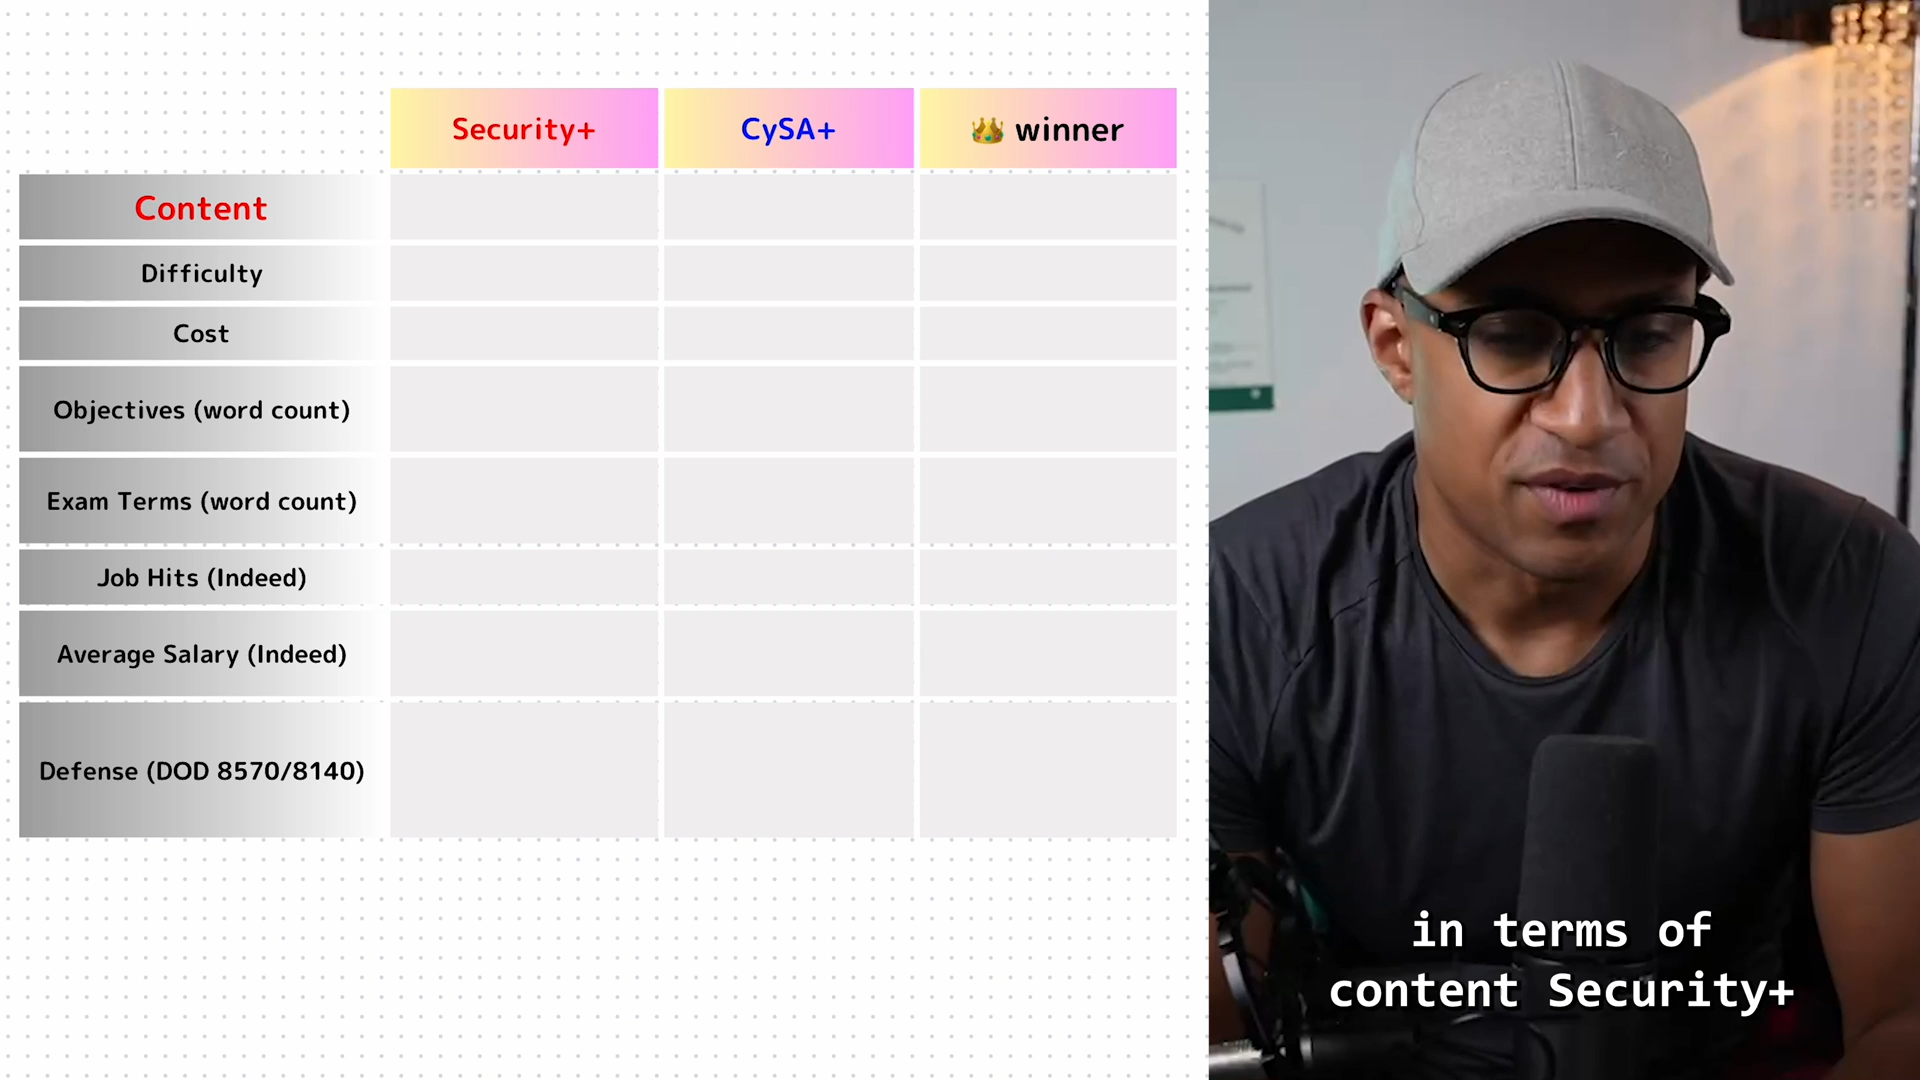 Security+
CySA+
👑 winner
Content
Difficulty
Cost
Objectives (word count)
Exam Terms (word count)
Job Hits (Indeed)
Average Salary (Indeed)
Defense (DOD 8570/8140)
in terms of
content Security+